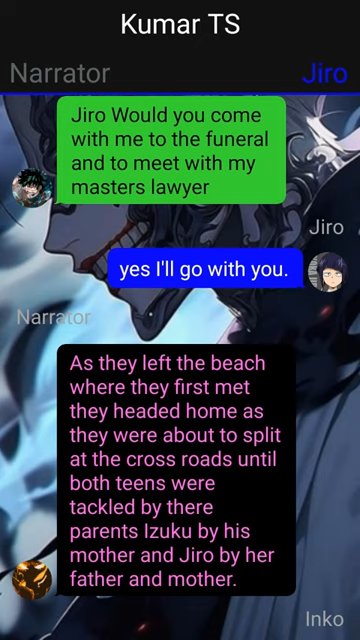 Kumar TS
Narrator
Jiro
Jiro Would you come
with me to the funeral
and to meet with my
masters lawyer
Jiro
yes I'll go with you.
Narrator
As they left the beach
where they first met
they headed home as
they were about to split
at the cross roads until
both teens were
tackled by there
parents Izuku by his
mother and Jiro by her
father and mother.
Inko